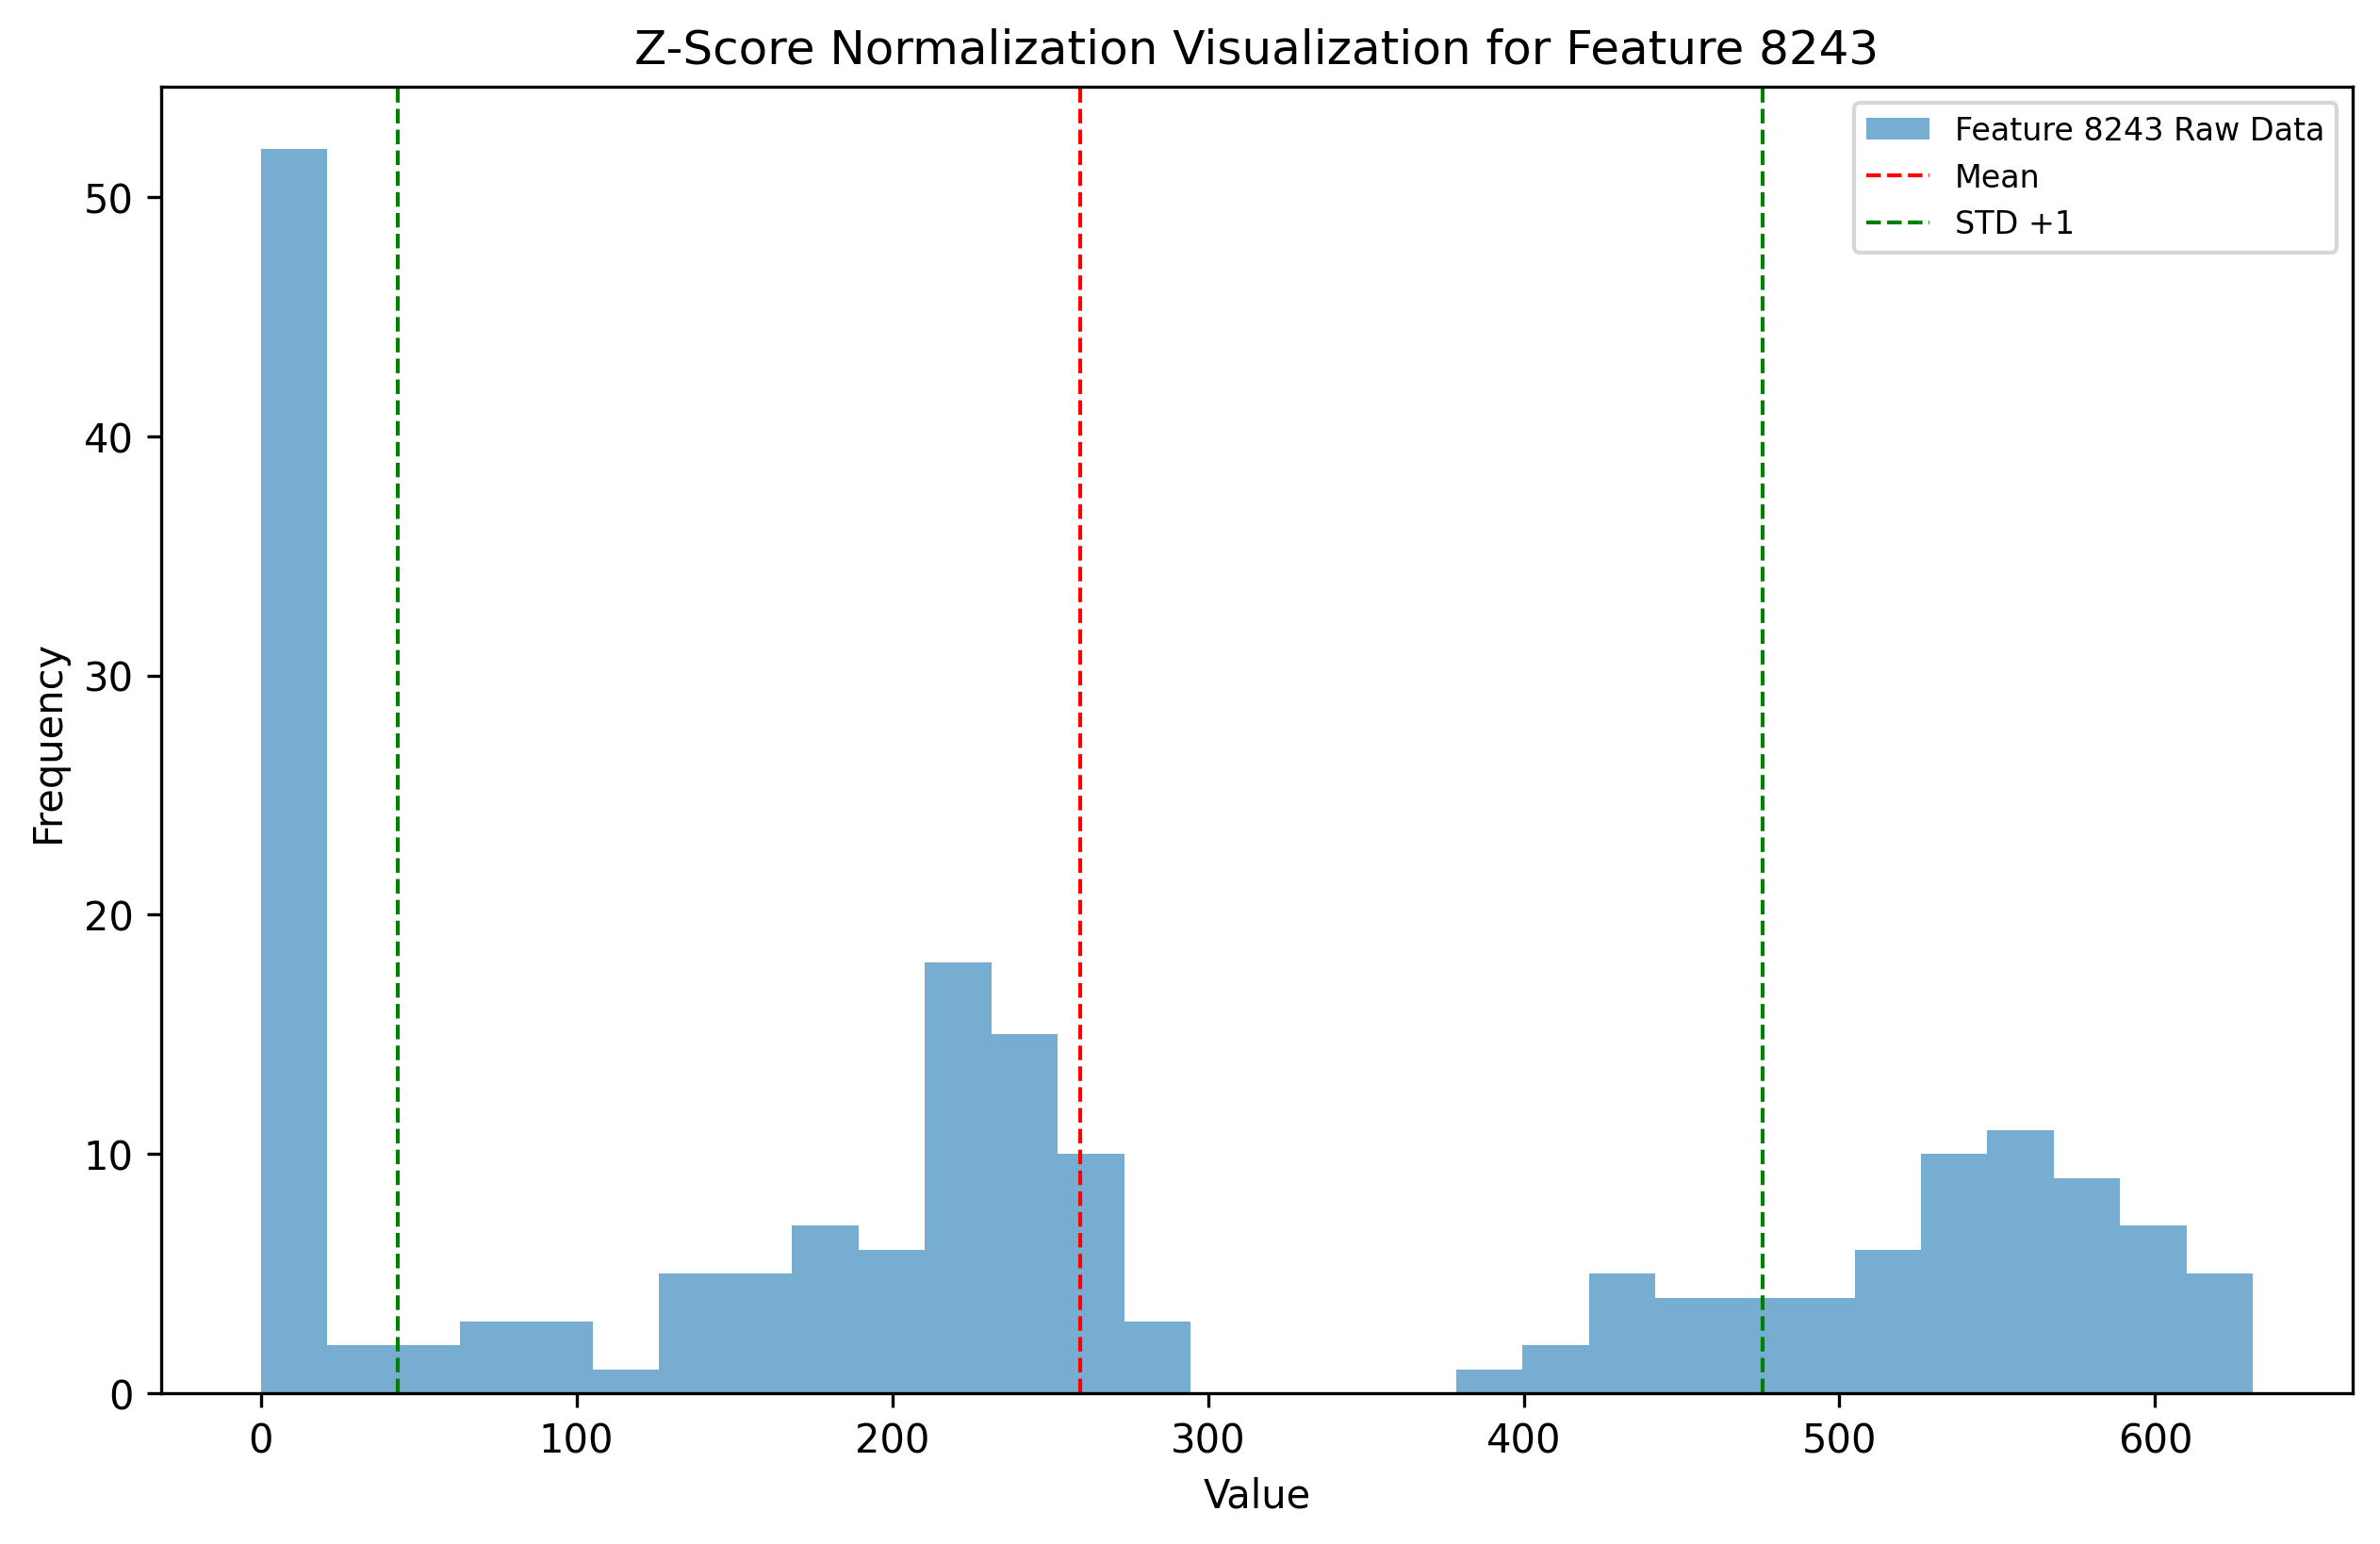 Z-Score Normalization Visualization for Feature 8243
Feature 8243 Raw Data
Mean
STD +1
50
40
30
20
10
0
Frequency
0 100 200 300 400 500 600
Value